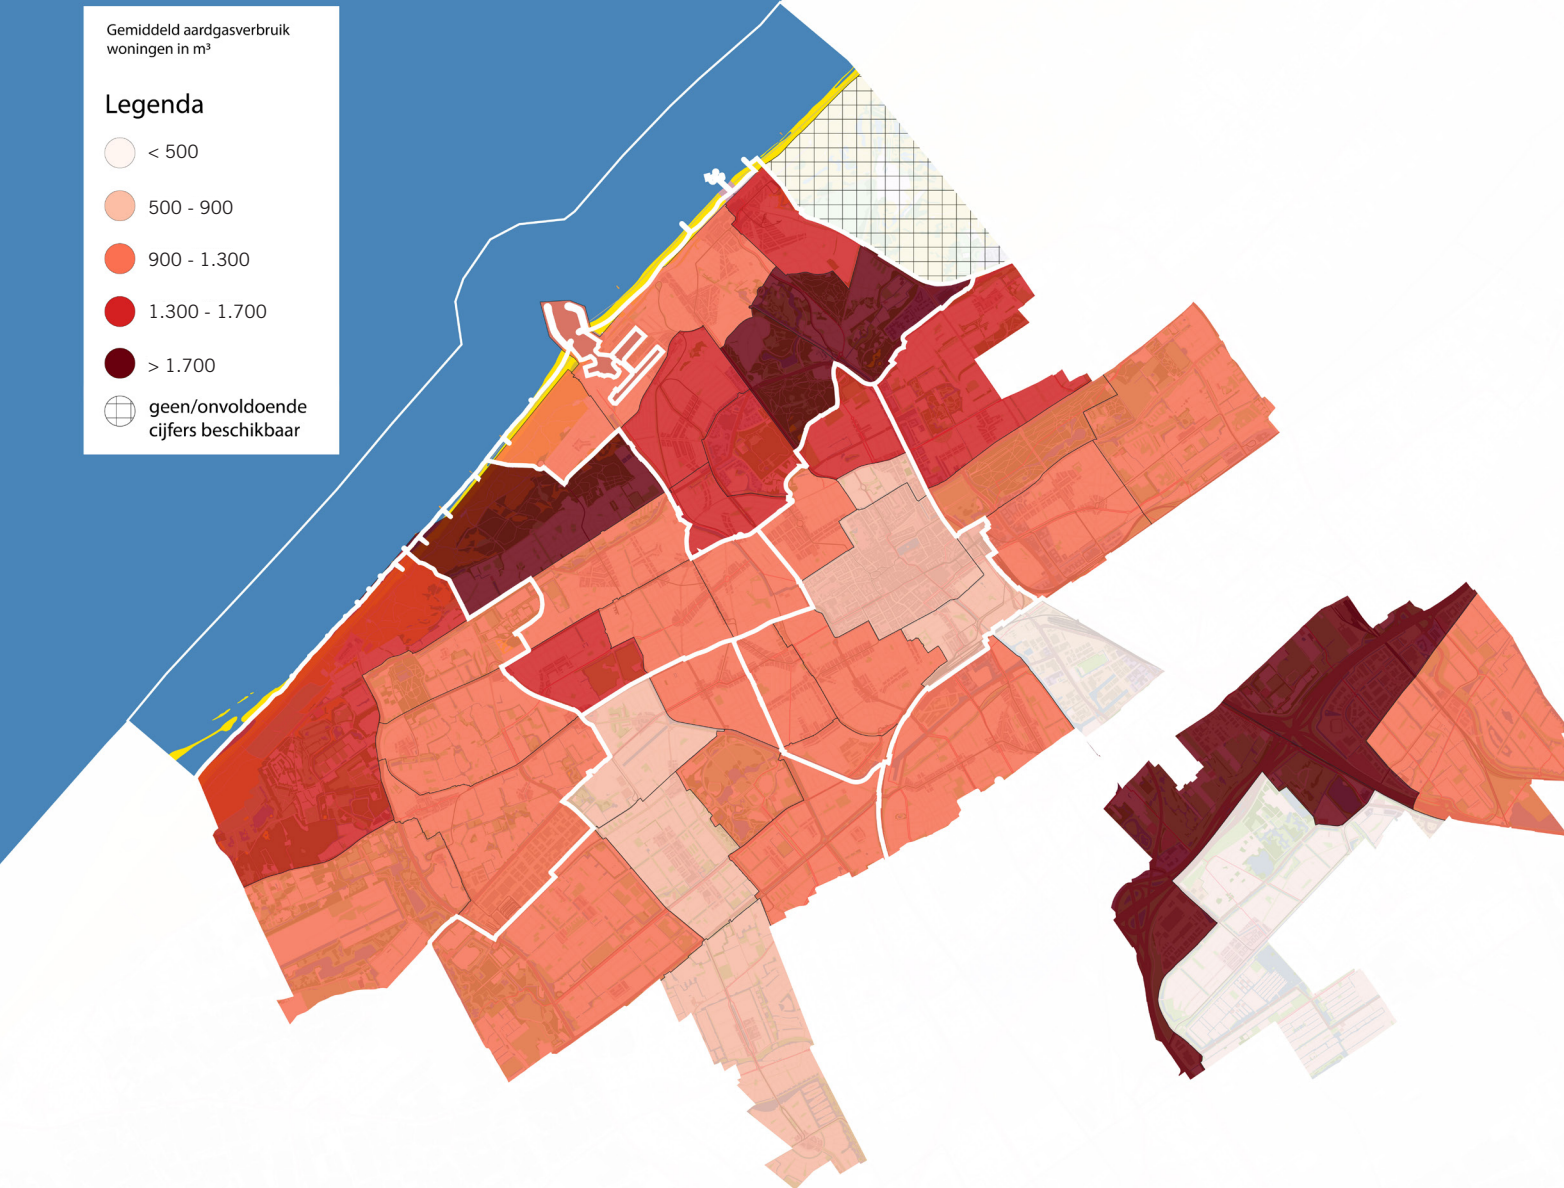 Gemiddeld aardgasverbruik
woningen in m³
Legenda
< 500
500 - 900
900 - 1.300
1.300 - 1.700
> 1.700
geen/onvoldoende
cijfers beschikbaar